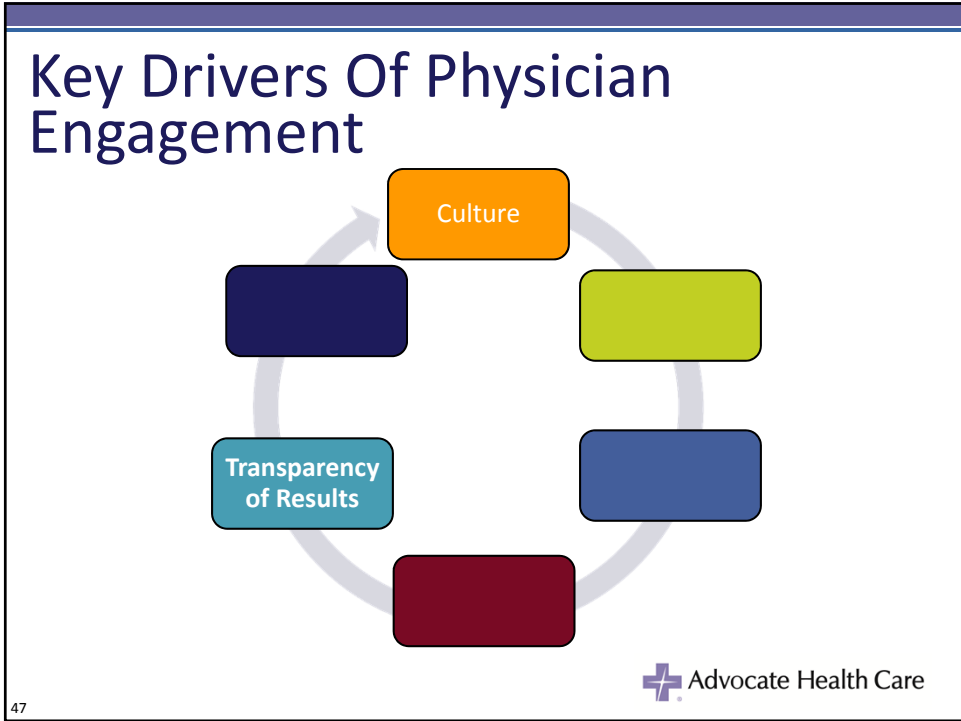 Key Drivers Of Physician
Engagement
Culture
Transparency
of Results
Advocate Health Care
47